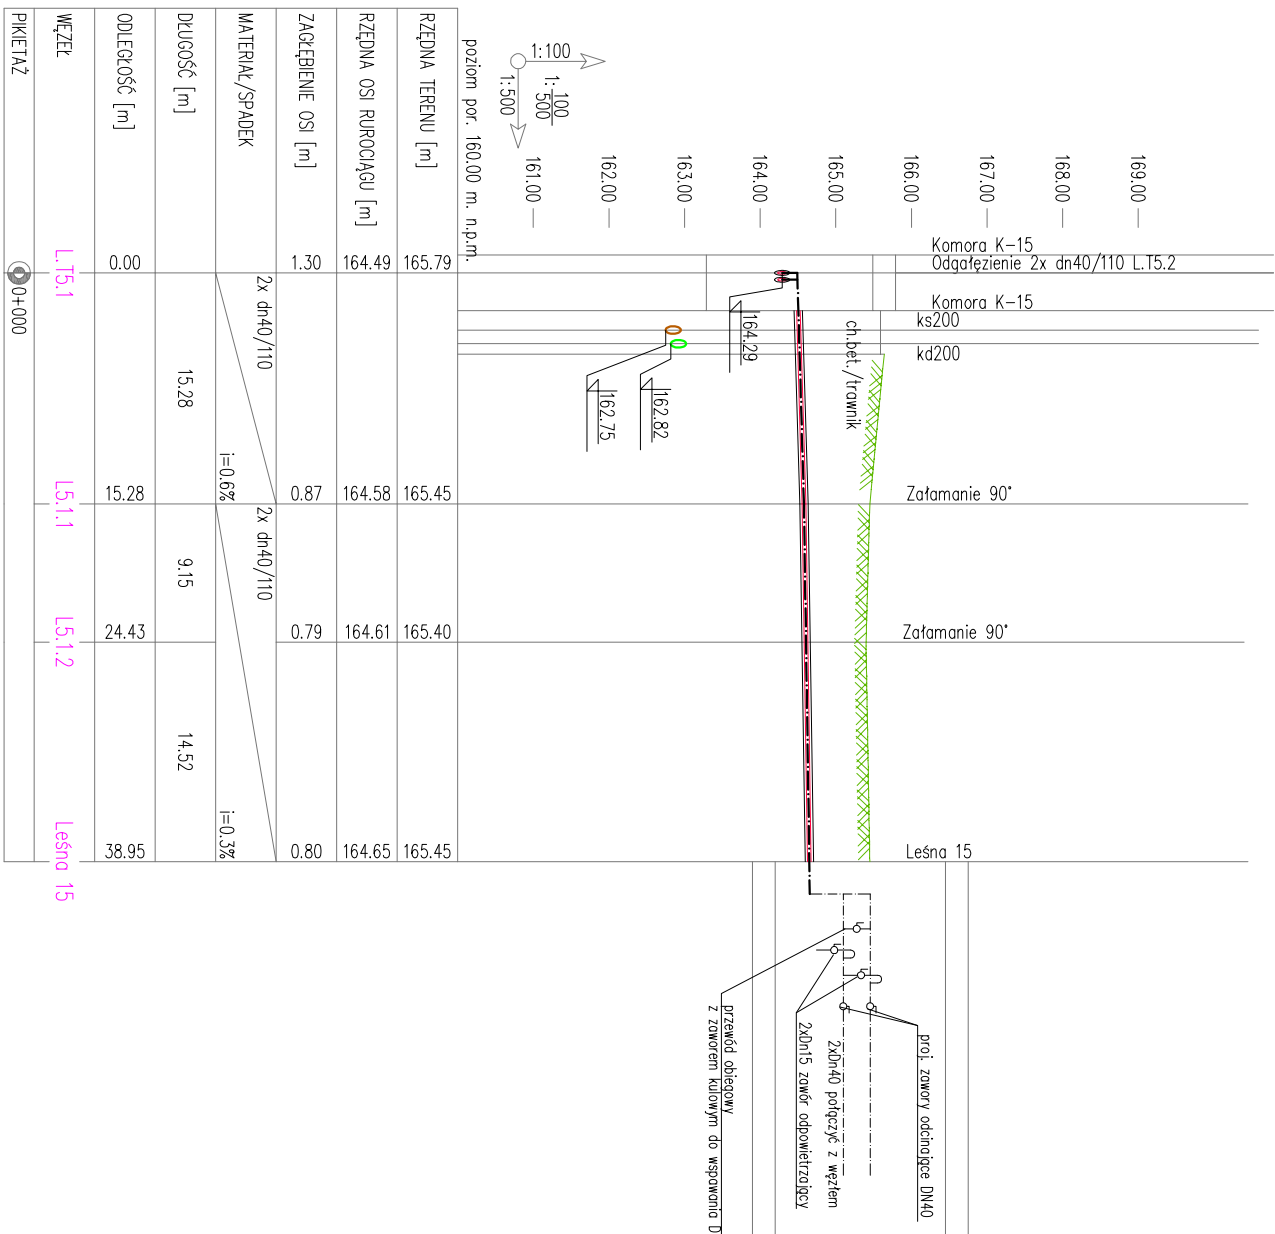 Komora K-15
Odgałęzienie 2x dn40/110 L.T5.2
Komora K-15
ks200
kd200
Załamanie 90°
Załamanie 90°
Leśna 15
169.00
168.00
167.00
166.00
165.00
164.00
163.00
162.00
161.00
1:100
1: 100
500
1:500
ch.bet./trawnik
164.29
162.82
162.75
proj. zawory odcinające DN40
2xDn40 połączyć z węzłem
2xDn15 zawór odpowietrzający
przewód obiegowy
z zaworem kulowym do wspawania D
poziom por. 160.00 m. n.p.m.
RZĘDNA TERENU [m] 165.79 165.45 165.40 165.45
RZĘDNA OSI RUROCIĄGU [m] 164.49 164.58 164.61 164.65
ZAGŁĘBIENIE OSI [m] 1.30 0.87 0.79 0.80
MATERIAŁ/SPADEK 2x dn40/110 i=0.6% 2x dn40/110 i=0.3%
DŁUGOŚĆ [m] 15.28 9.15 14.52
ODLEGŁOŚĆ [m] 0.00 15.28 24.43 38.95
WĘZEŁ L.T5.1 L5.1.1 L5.1.2 Leśna 15
PIKIETAŻ 0+000